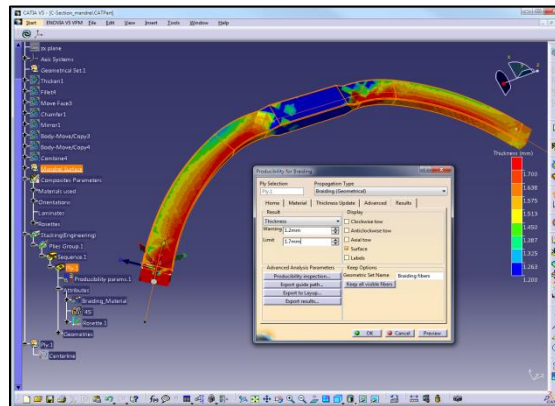 CATIA V5 - [C-Section_mandrel.CATPart]
Start ENOVIA V5 VPM File Edit View Insert Tools Window Help
zx plane
Axis Systems
Geometrical Set.1
Thicken1
Fillet4
Move Face3
Chamfer1
Mirror1
Body-Move/Copy3
Body-Move/Copy2
Combine4
Mandrel Surface
Composites Parameters
Materials used
Orientations
Laminates
Rosettes
Stacking(Engineering)
Plies Group.1
Sequence.1
Ply.1
Producibility params.1
Attributes
Braiding_Material
45
Rosette.1
Geometries
Ply.1
Centerline
Thickness (mm)
1.700
1.638
1.575
1.513
1.450
1.387
1.325
1.263
1.200
Producibility for Braiding
Ply Selection
Propagation Type
Ply.1
Braiding (Geometrical)
Home Material Thickness Update Advanced Results
Result
Display
Thickness
Clockwise tow
Warning 1.2mm
Anticlockwise tow
Limit 1.7mm
Axial tow
Surface
Labels
Advanced Analysis Parameters
Keep Options
Producibility inspection...
Geometric Set Name Braiding fibers
Export guide path...
Keep all visible fibers
Export to Layup...
Export results...
OK Cancel Preview